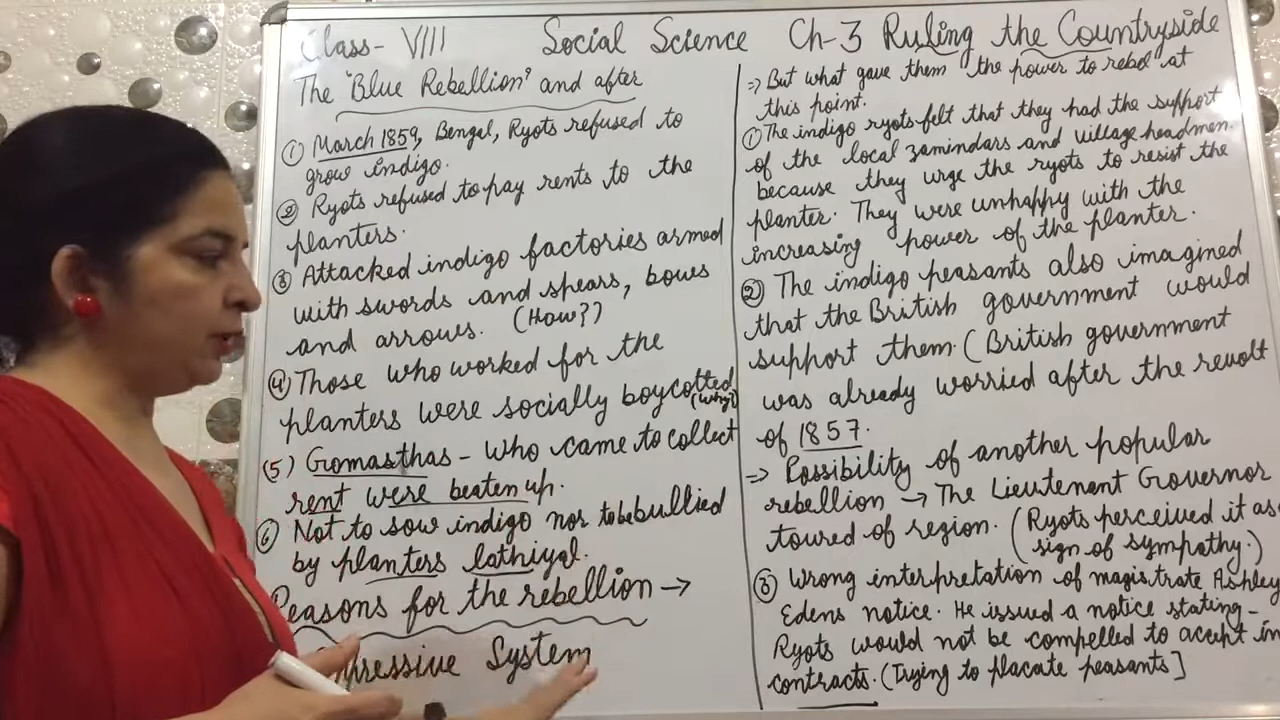 Class- VIII Social Science Ch-3 Ruling the Countryside
The "Blue Rebellion" and after
① March 1859, Bengal, Ryots refused to
grow indigo.
② Ryots refused to pay rents to the
planters.
③ Attacked indigo factories armed
with swords and spears, bows
and arrows. (How?)
④ Those who worked for the
planters were socially boycotted
(why?)
(5) Gomasthas - Who came to collect
rent were beaten up.
⑥ Not to sow indigo nor to be bullied
by planters lathiyal.
Reasons for the rebellion →
System
⇒ But what gave them the power to rebel at
this point.
① The indigo ryots felt that they had the support
of the local zamindars and village headmen.
because they urge the ryots to resist the
planter. They were unhappy with the
increasing power of the planter.
② The indigo peasants also imagined
that the British government would
support them. (British government
was already worried after the revolt
of 1857.
⇒ Possibility of another popular
rebellion → The Lieutenant Governor
toured of region. (Ryots perceived it as
sign of sympathy.)
③ Wrong interpretation of magistrate Ashley
Edens notice. He issued a notice stating-
Ryots would not be compelled to accept in
contracts. (Trying to placate peasants]